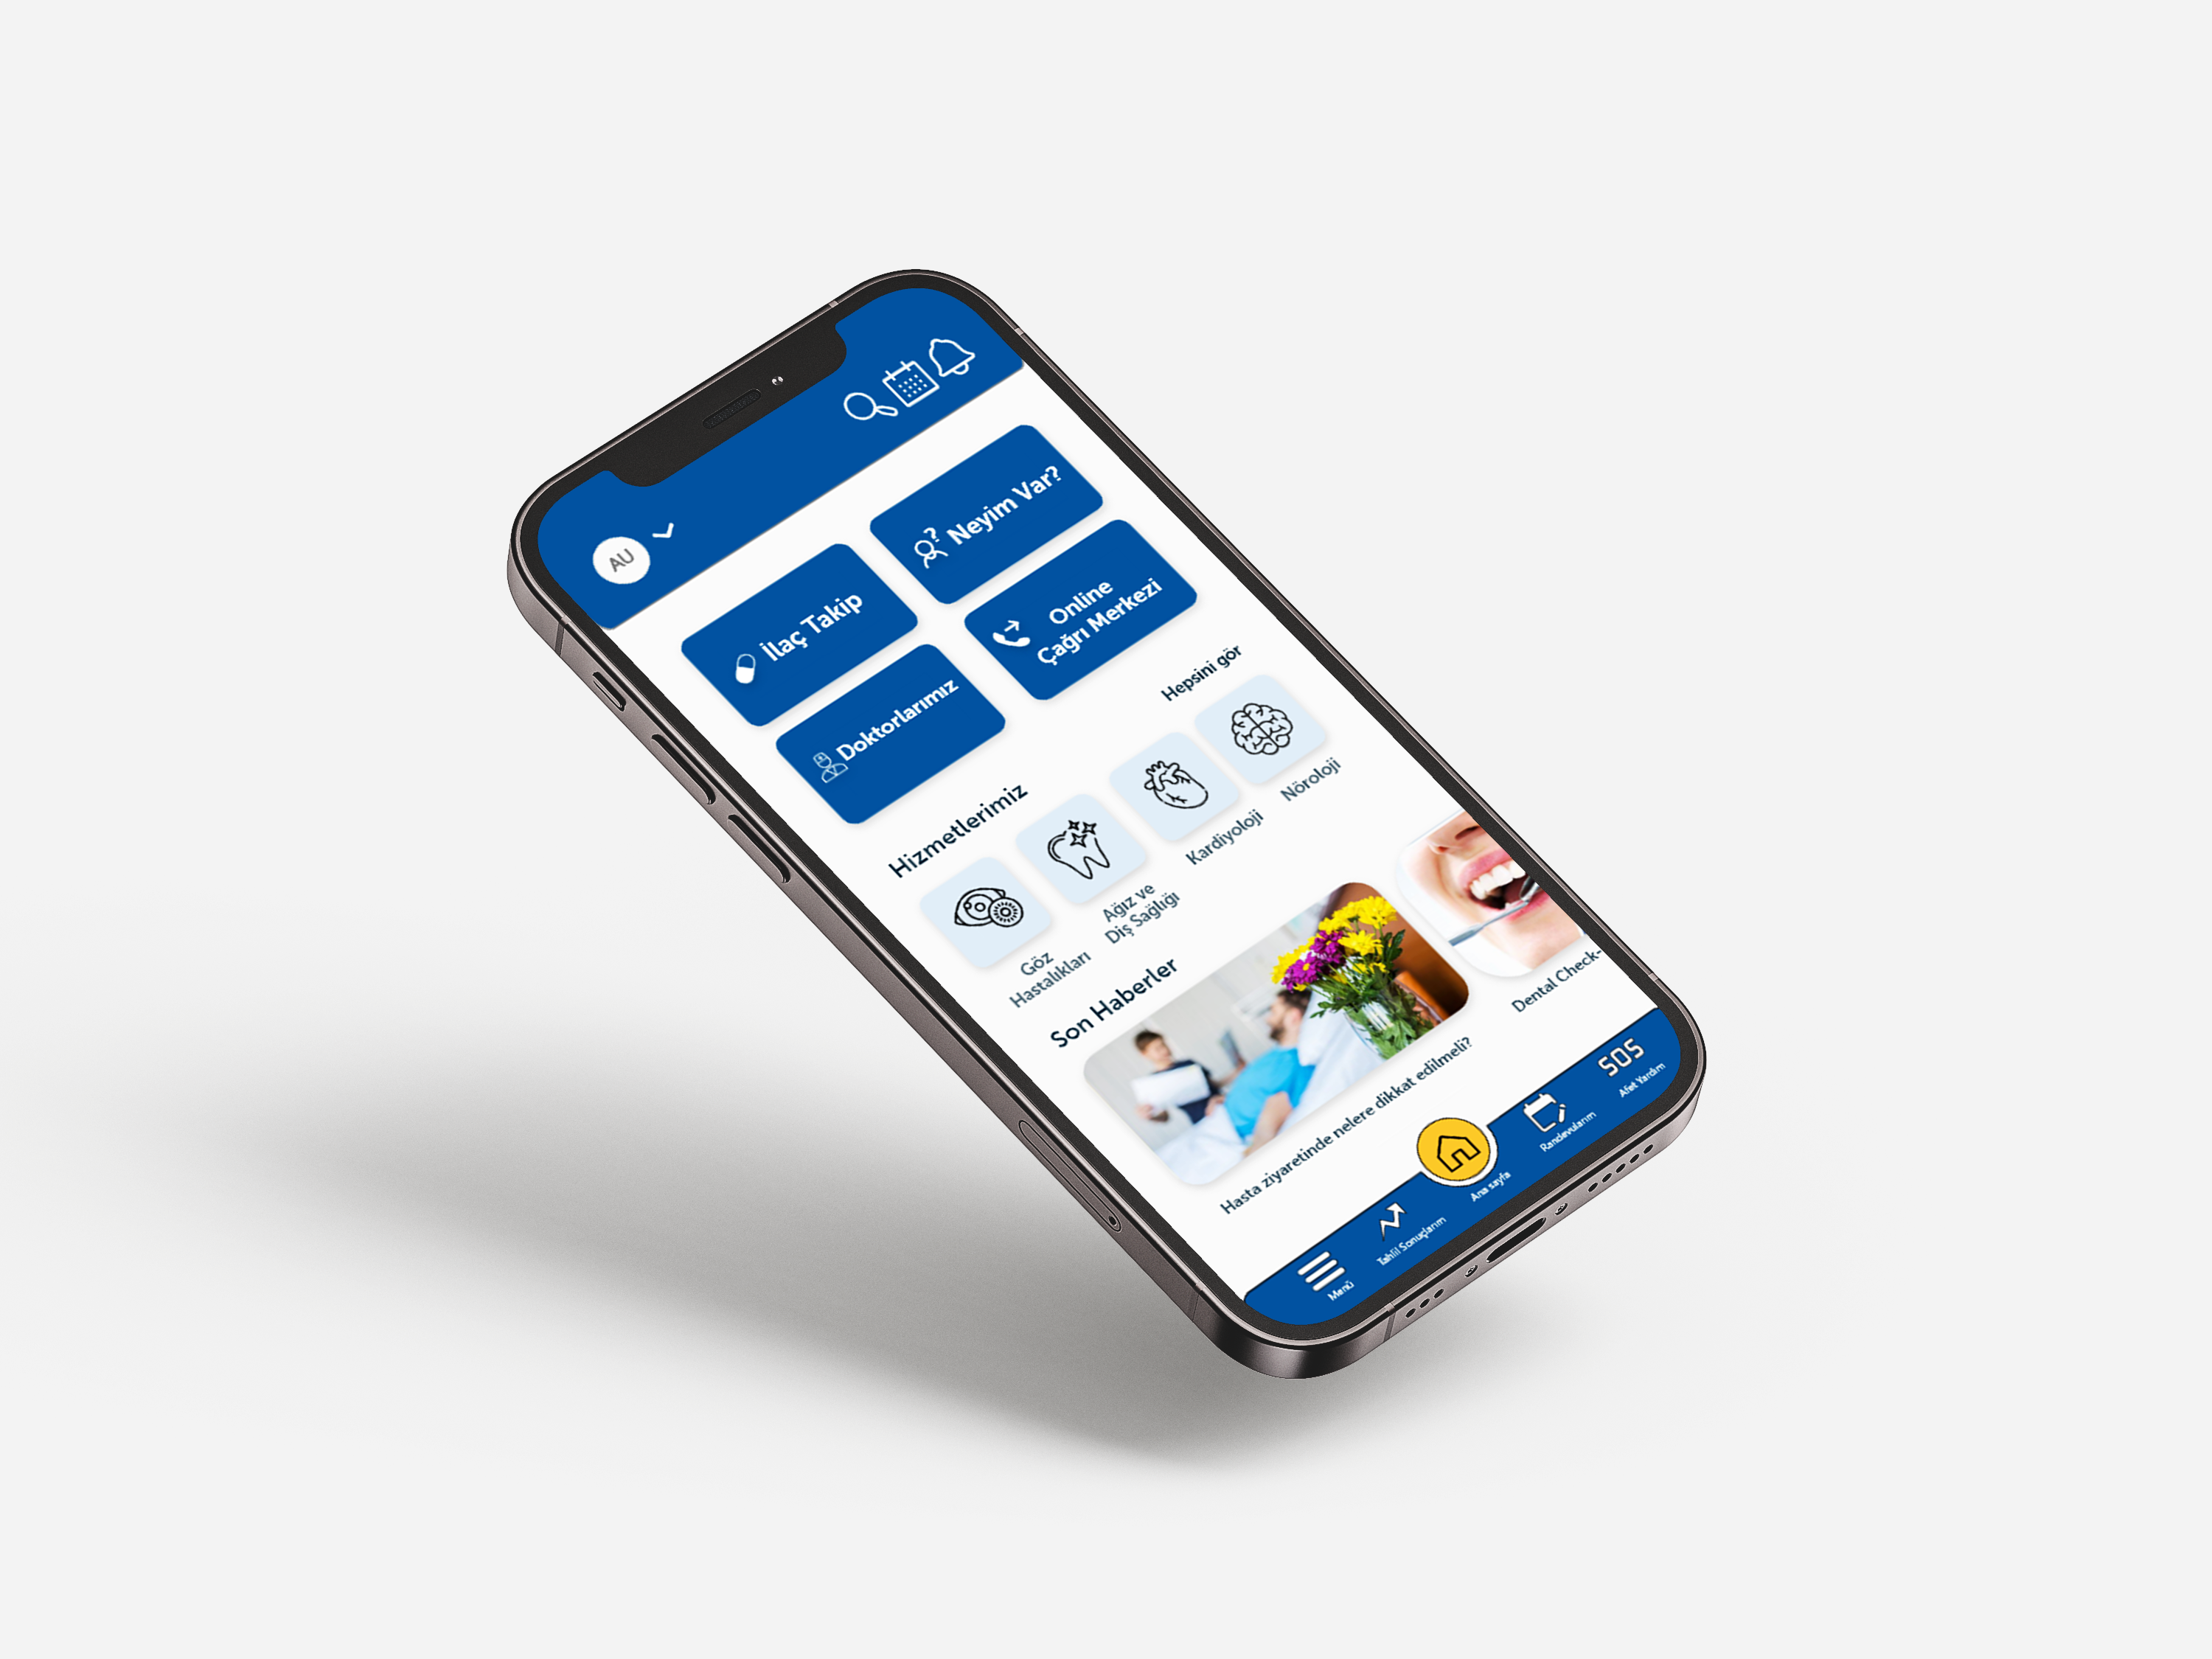 AU
İlaç Takip
Neyim Var?
Doktorlarımız
Online
Çağrı Merkezi
Hizmetlerimiz
Hepsini gör
Göz
Hastalıkları
Ağız ve
Diş Sağlığı
Kardiyoloji
Nöroloji
Son Haberler
Hasta ziyaretinde nelere dikkat edilmeli?
Dental Check-
Menü
Tahlil Sonuçlarım
Ana sayfa
Randevularım
SOS
Afet Yardım